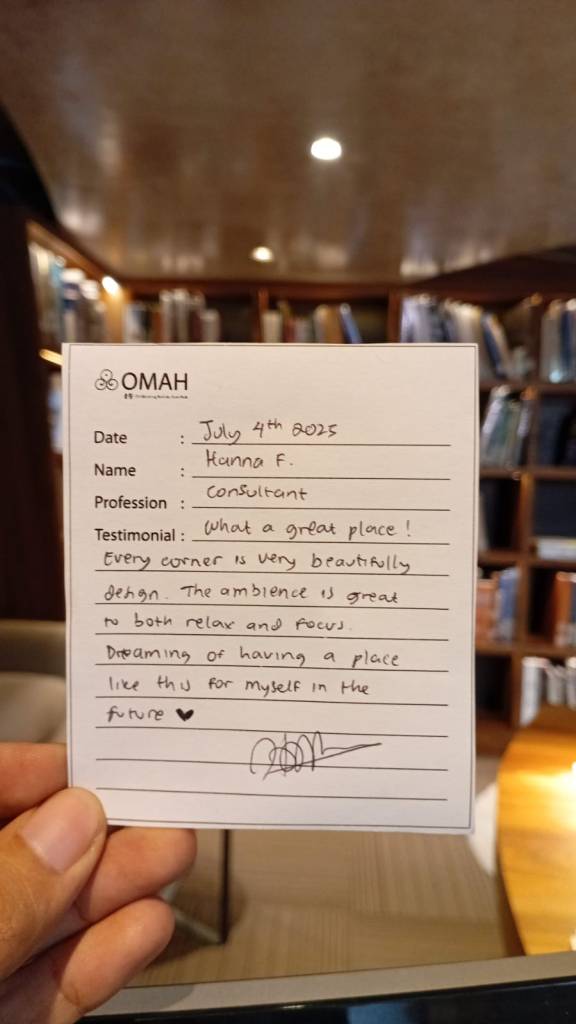 OMAH
Date : July 4th 2025
Name : Hanna F.
Profession : Consultant
Testimonial : What a great place!
Every corner is very beautifully
design. The ambience is great
to both relax and focus.
Dreaming of having a place
like this for myself in the
future ♥